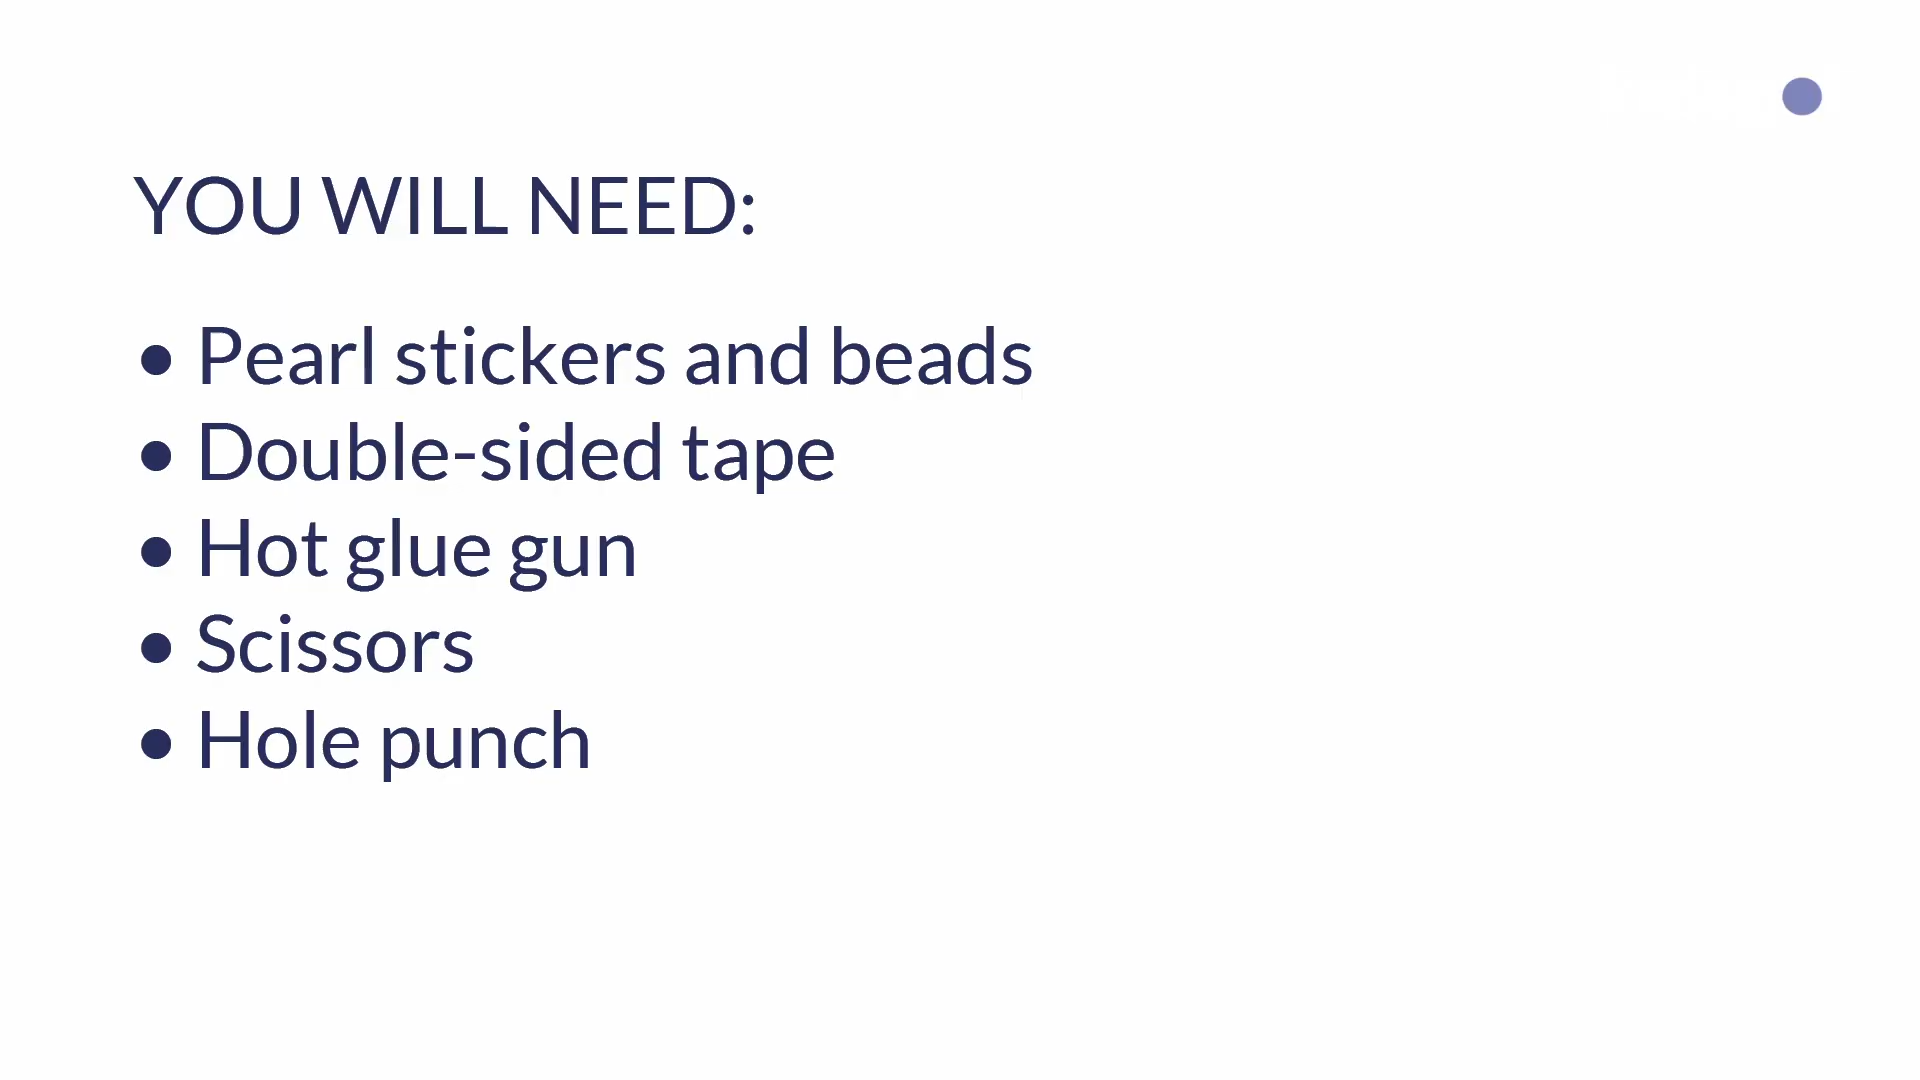 YOU WILL NEED:
• Pearl stickers and beads
• Double-sided tape
• Hot glue gun
• Scissors
• Hole punch